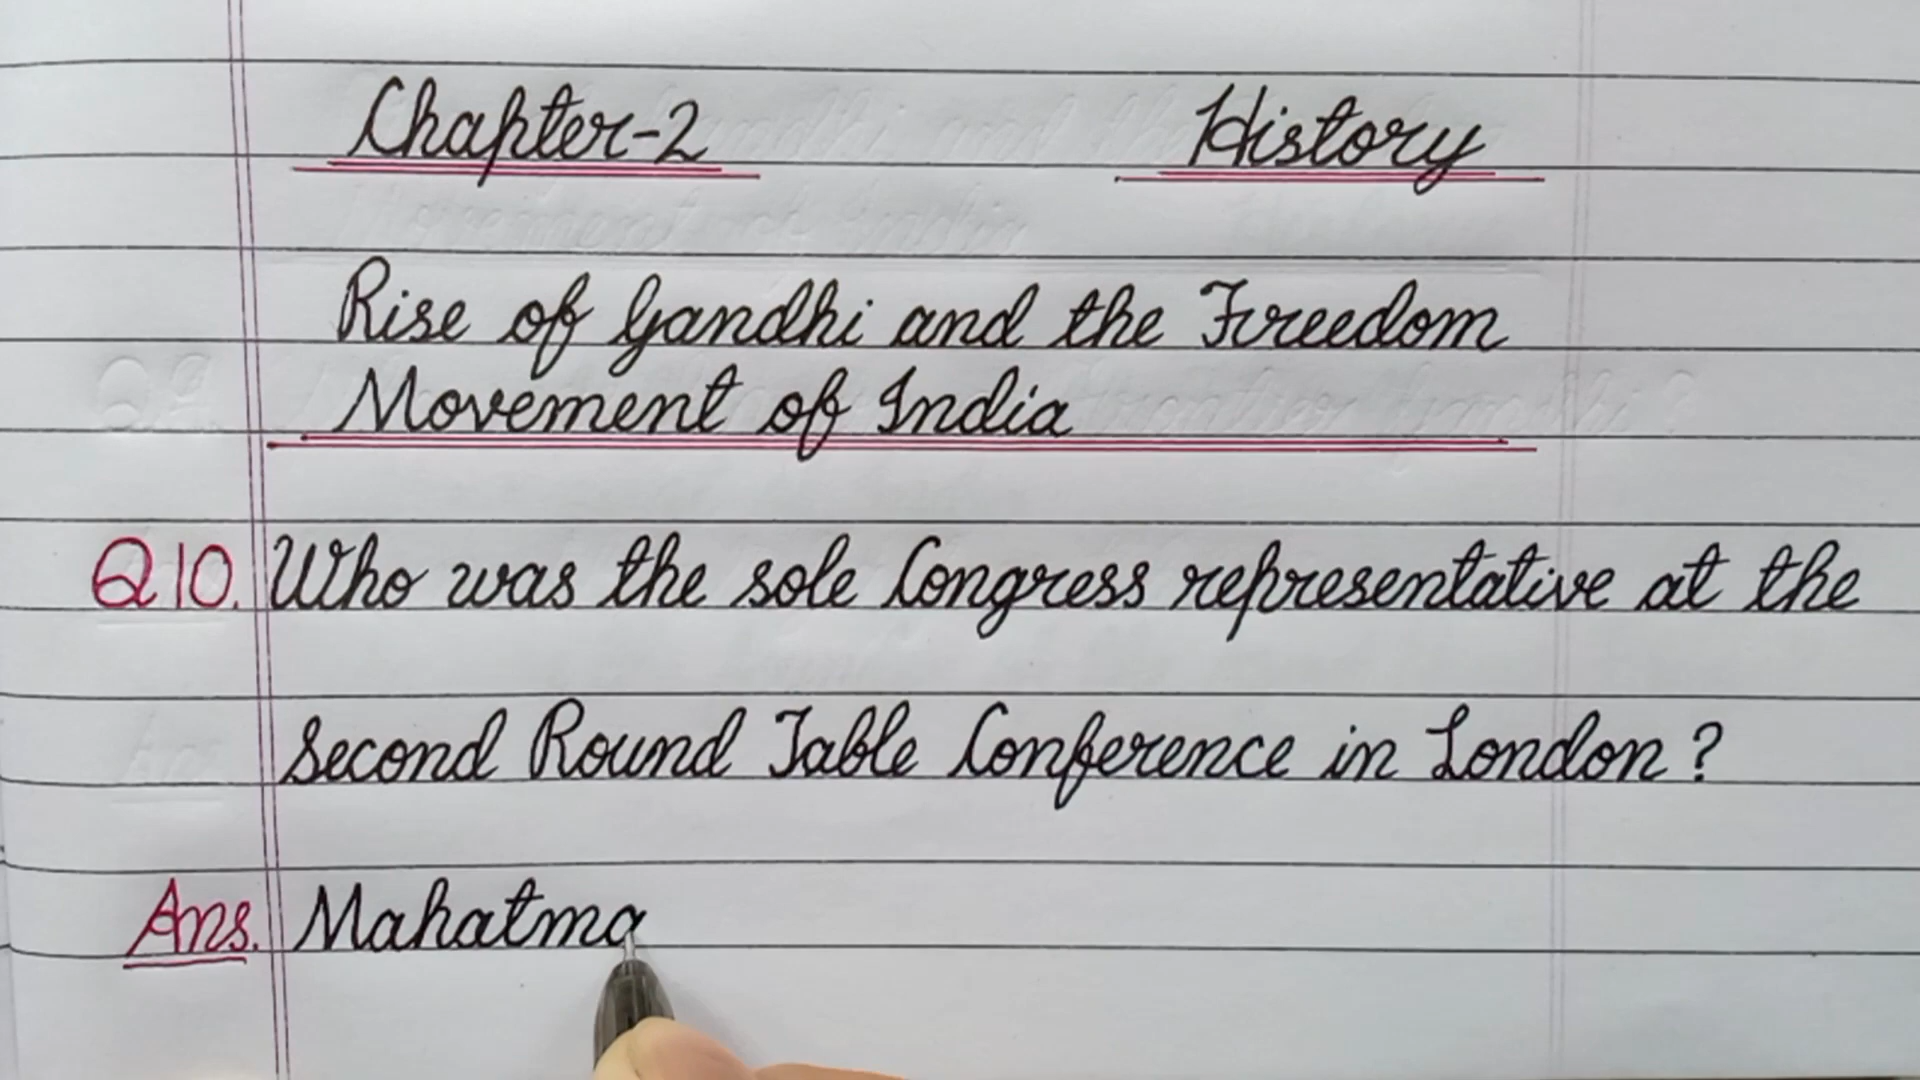 Chapter-2 History
Rise of Gandhi and the Freedom
Movement of India
Q10. Who was the sole Congress representative at the
Second Round Table Conference in London?
Ans. Mahatma